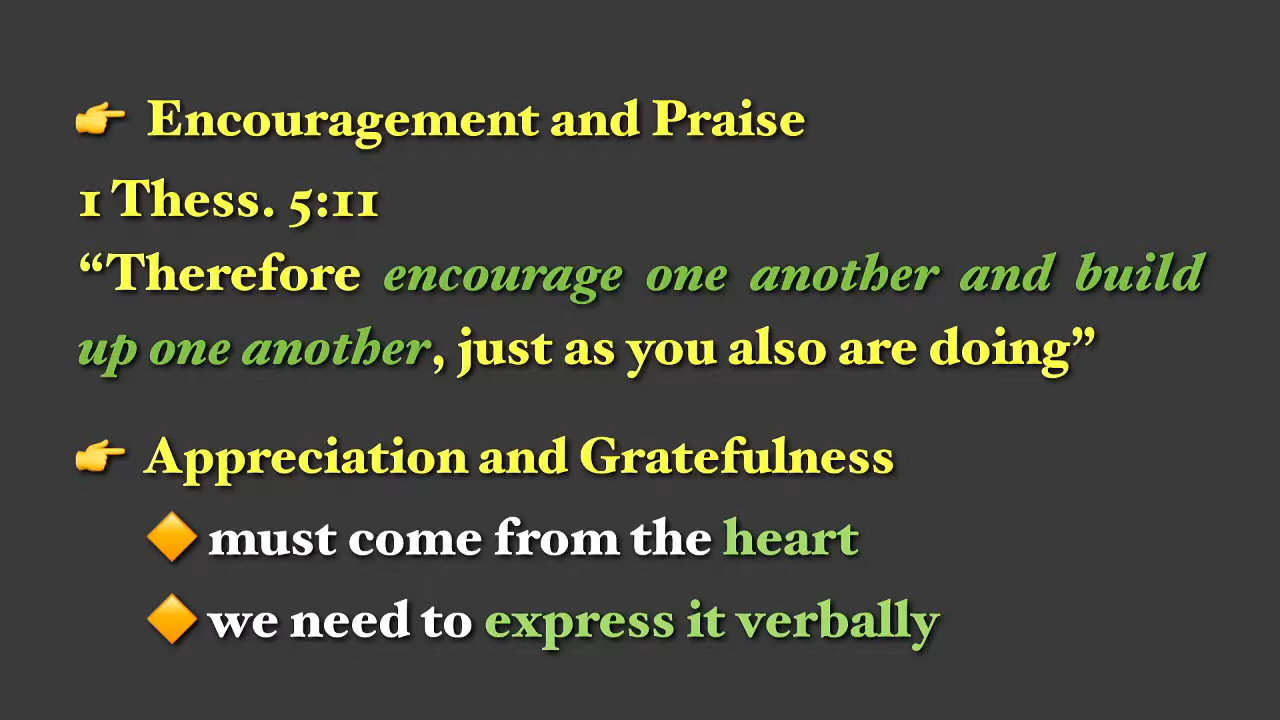 👉 Encouragement and Praise
1 Thess. 5:11
“Therefore encourage one another and build
up one another, just as you also are doing”
👉 Appreciation and Gratefulness
🔶 must come from the heart
🔶 we need to express it verbally